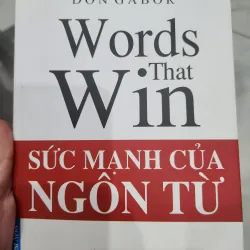 DON GABOR
Words
That
Win
SỨC MẠNH CỦA
NGÔN TỪ